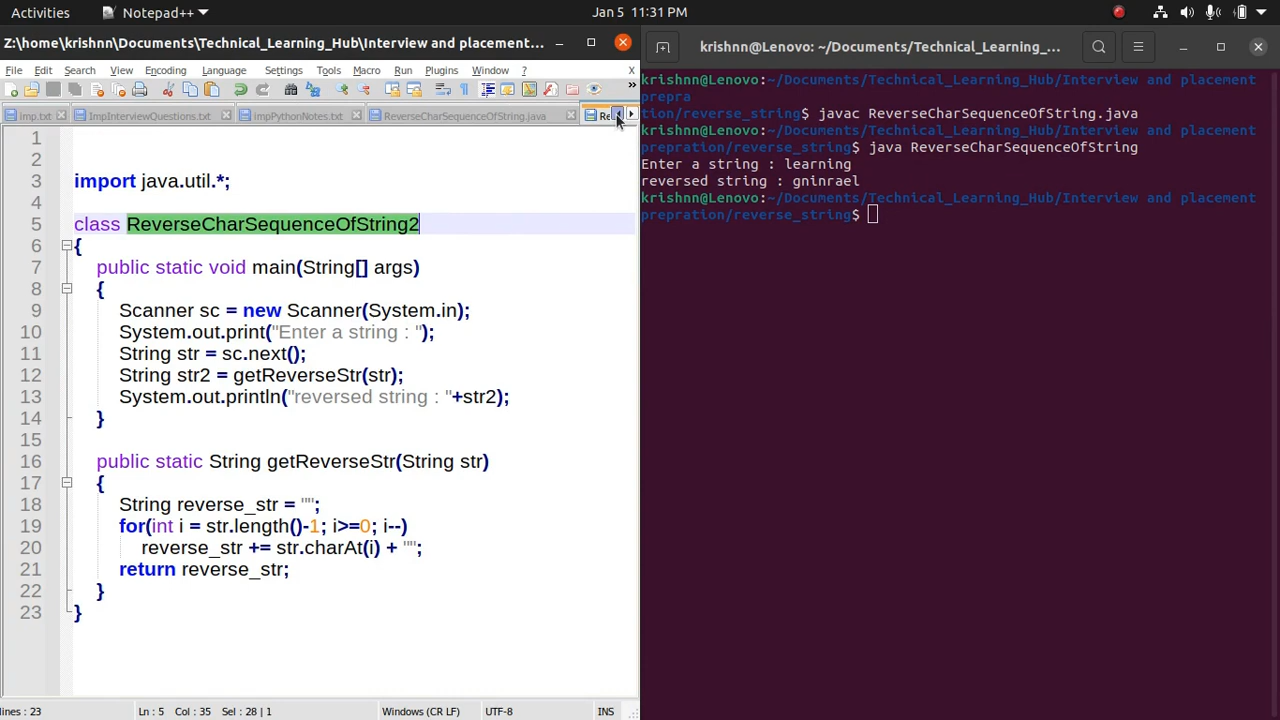 Activities Notepad++ Jan 5 11:31 PM
Z:\home\krishnn\Documents\Technical_Learning_Hub\Interview and placement...
File Edit Search View Encoding Language Settings Tools Macro Run Plugins Window ? X
imp.txt ImpInterviewQuestions.txt impPythonNotes.txt ReverseCharSequenceOfString.java Re
1
2
3 import java.util.*;
4
5 class ReverseCharSequenceOfString2
6 {
7 public static void main(String[] args)
8 {
9 Scanner sc = new Scanner(System.in);
10 System.out.print("Enter a string : ");
11 String str = sc.next();
12 String str2 = getReverseStr(str);
13 System.out.println("reversed string : "+str2);
14 }
15
16 public static String getReverseStr(String str)
17 {
18 String reverse_str = "";
19 for(int i = str.length()-1; i>=0; i--)
20 reverse_str += str.charAt(i) + "";
21 return reverse_str;
22 }
23 }
lines : 23 Ln : 5 Col : 35 Sel : 28 | 1 Windows (CR LF) UTF-8 INS
krishnn@Lenovo: ~/Documents/Technical_Learning_...
krishnn@Lenovo:~/Documents/Technical_Learning_Hub/Interview and placement
prepra
tion/reverse_string$ javac ReverseCharSequenceOfString.java
krishnn@Lenovo:~/Documents/Technical_Learning_Hub/Interview and placement
prepration/reverse_string$ java ReverseCharSequenceOfString
Enter a string : learning
reversed string : gninrael
krishnn@Lenovo:~/Documents/Technical_Learning_Hub/Interview and placement
prepration/reverse_string$